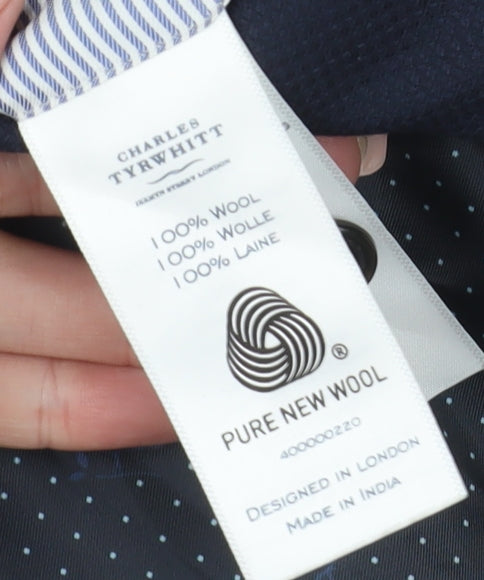 CHARLES
TYRWHITT
JERMYN STREET LONDON
100% WOOL
100% WOLLE
100% LAINE
®
PURE NEW WOOL
400000220
DESIGNED IN LONDON
MADE IN INDIA